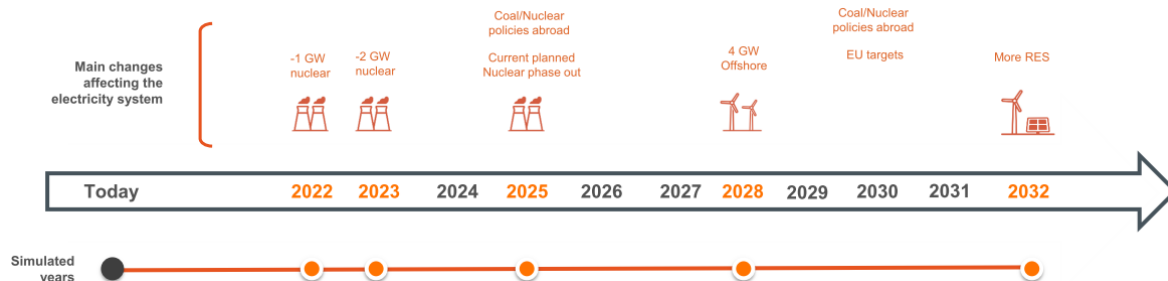 Main changes
affecting the
electricity system
-1 GW
nuclear
-2 GW
nuclear
Coal/Nuclear
policies abroad
Current planned
Nuclear phase out
4 GW
Offshore
Coal/Nuclear
policies abroad
EU targets
More RES
Today 2022 2023 2024 2025 2026 2027 2028 2029 2030 2031 2032
Simulated
years